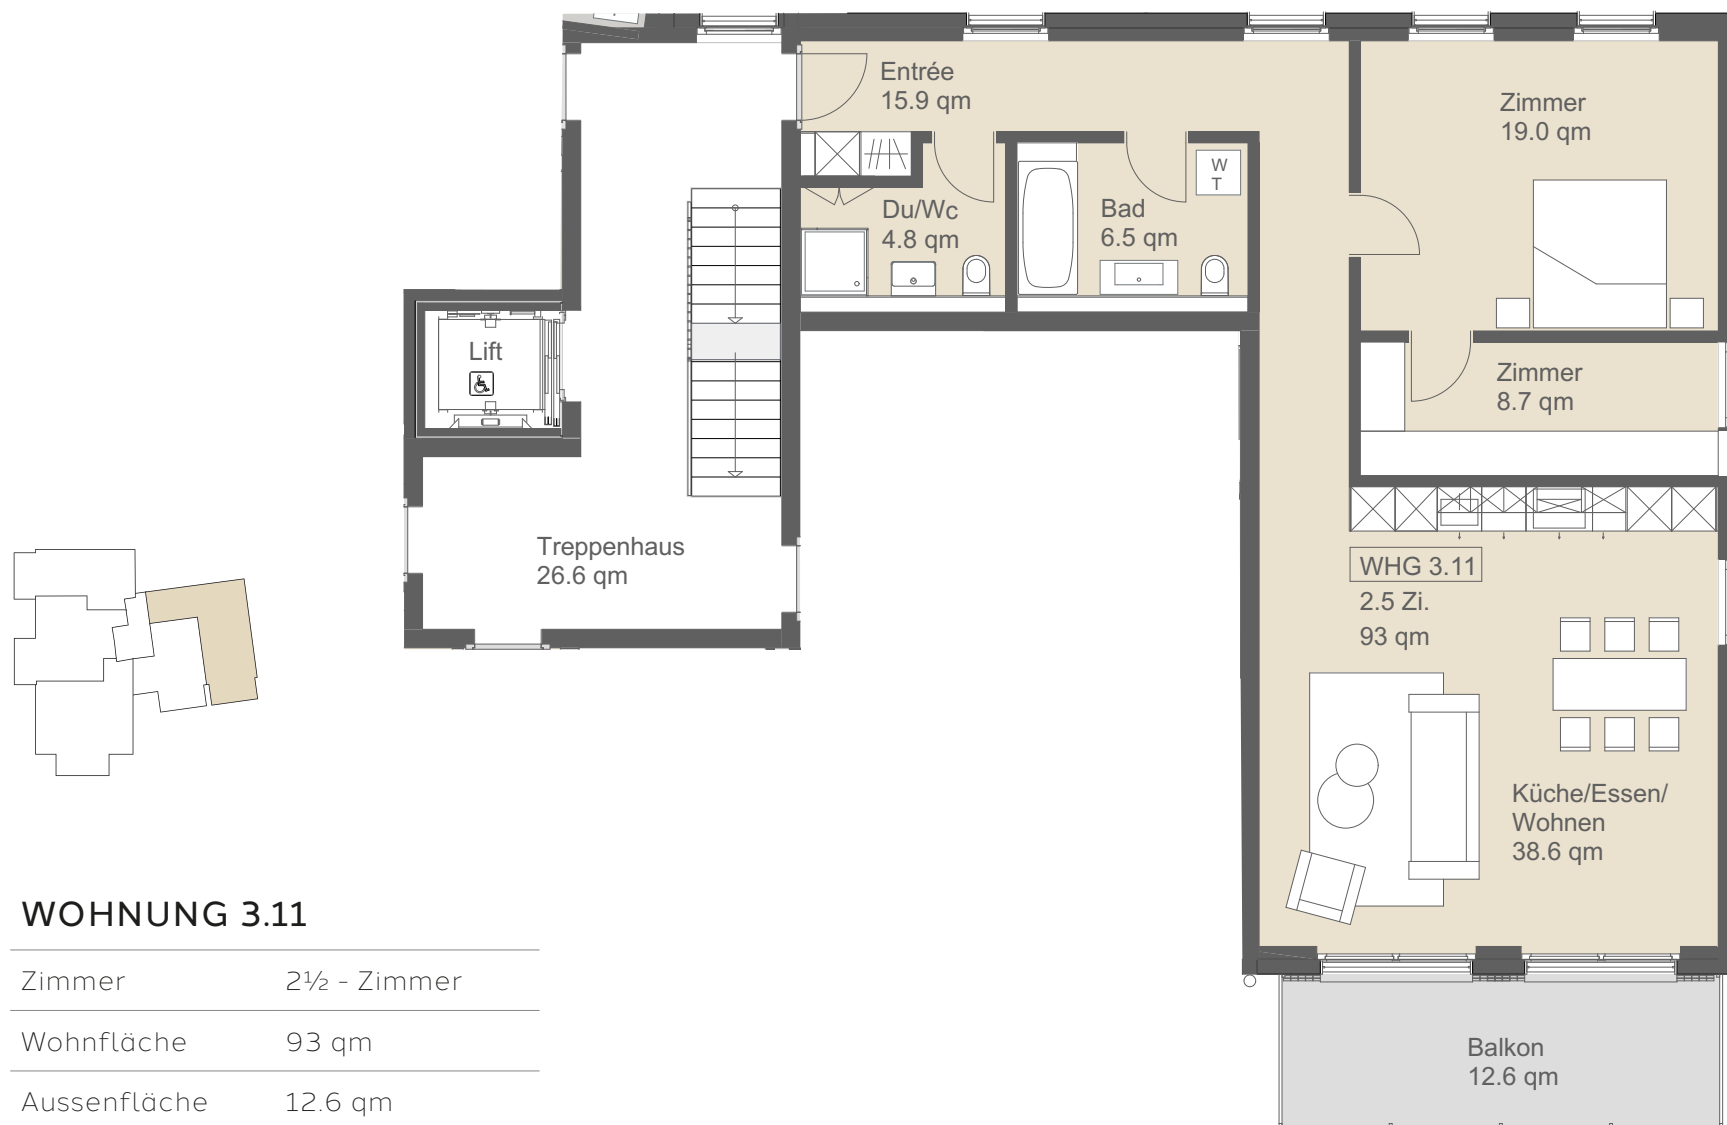 Entrée
15.9 qm
Zimmer
19.0 qm
W
T
Du/Wc
4.8 qm
Bad
6.5 qm
Lift
Zimmer
8.7 qm
Treppenhaus
26.6 qm
WHG 3.11
2.5 Zi.
93 qm
Küche/Essen/
Wohnen
38.6 qm
WOHNUNG 3.11
Zimmer 2½ - Zimmer
Wohnfläche 93 qm
Aussenfläche 12.6 qm
Balkon
12.6 qm